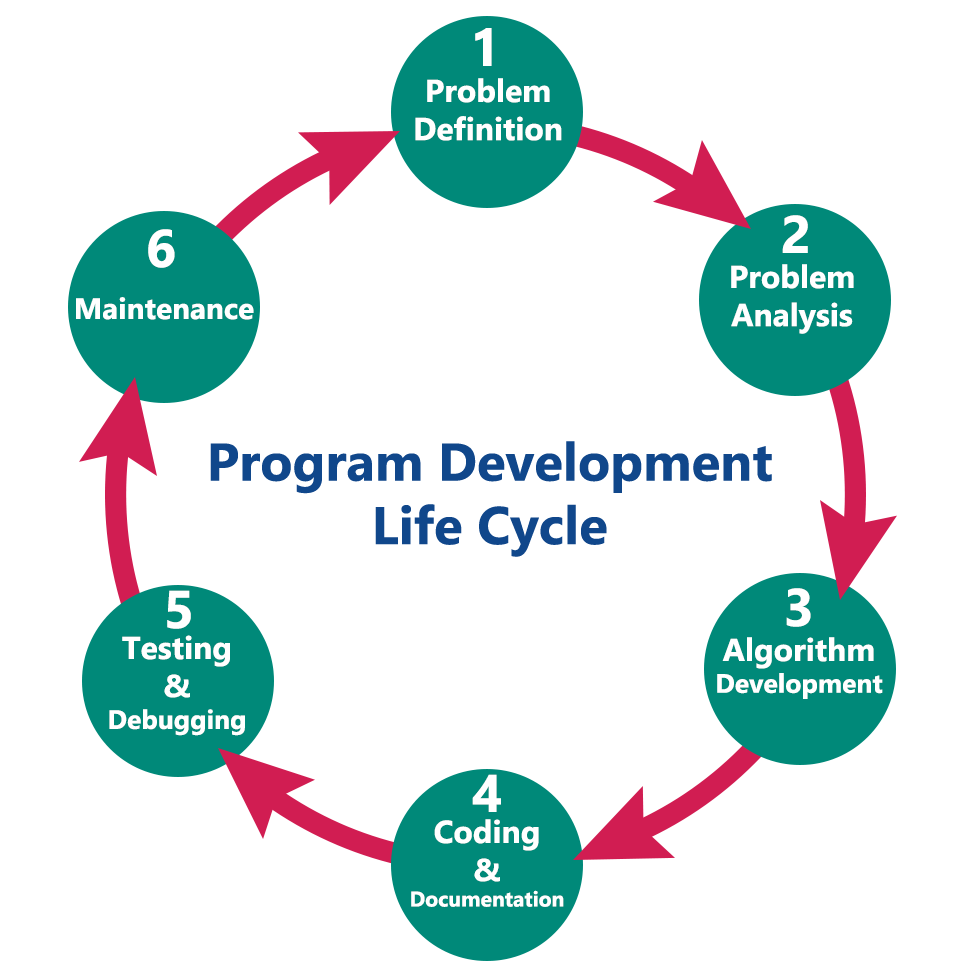 1
Problem
Definition
2
Problem
Analysis
3
Algorithm
Development
4
Coding
&
Documentation
5
Testing
&
Debugging
6
Maintenance
Program Development
Life Cycle